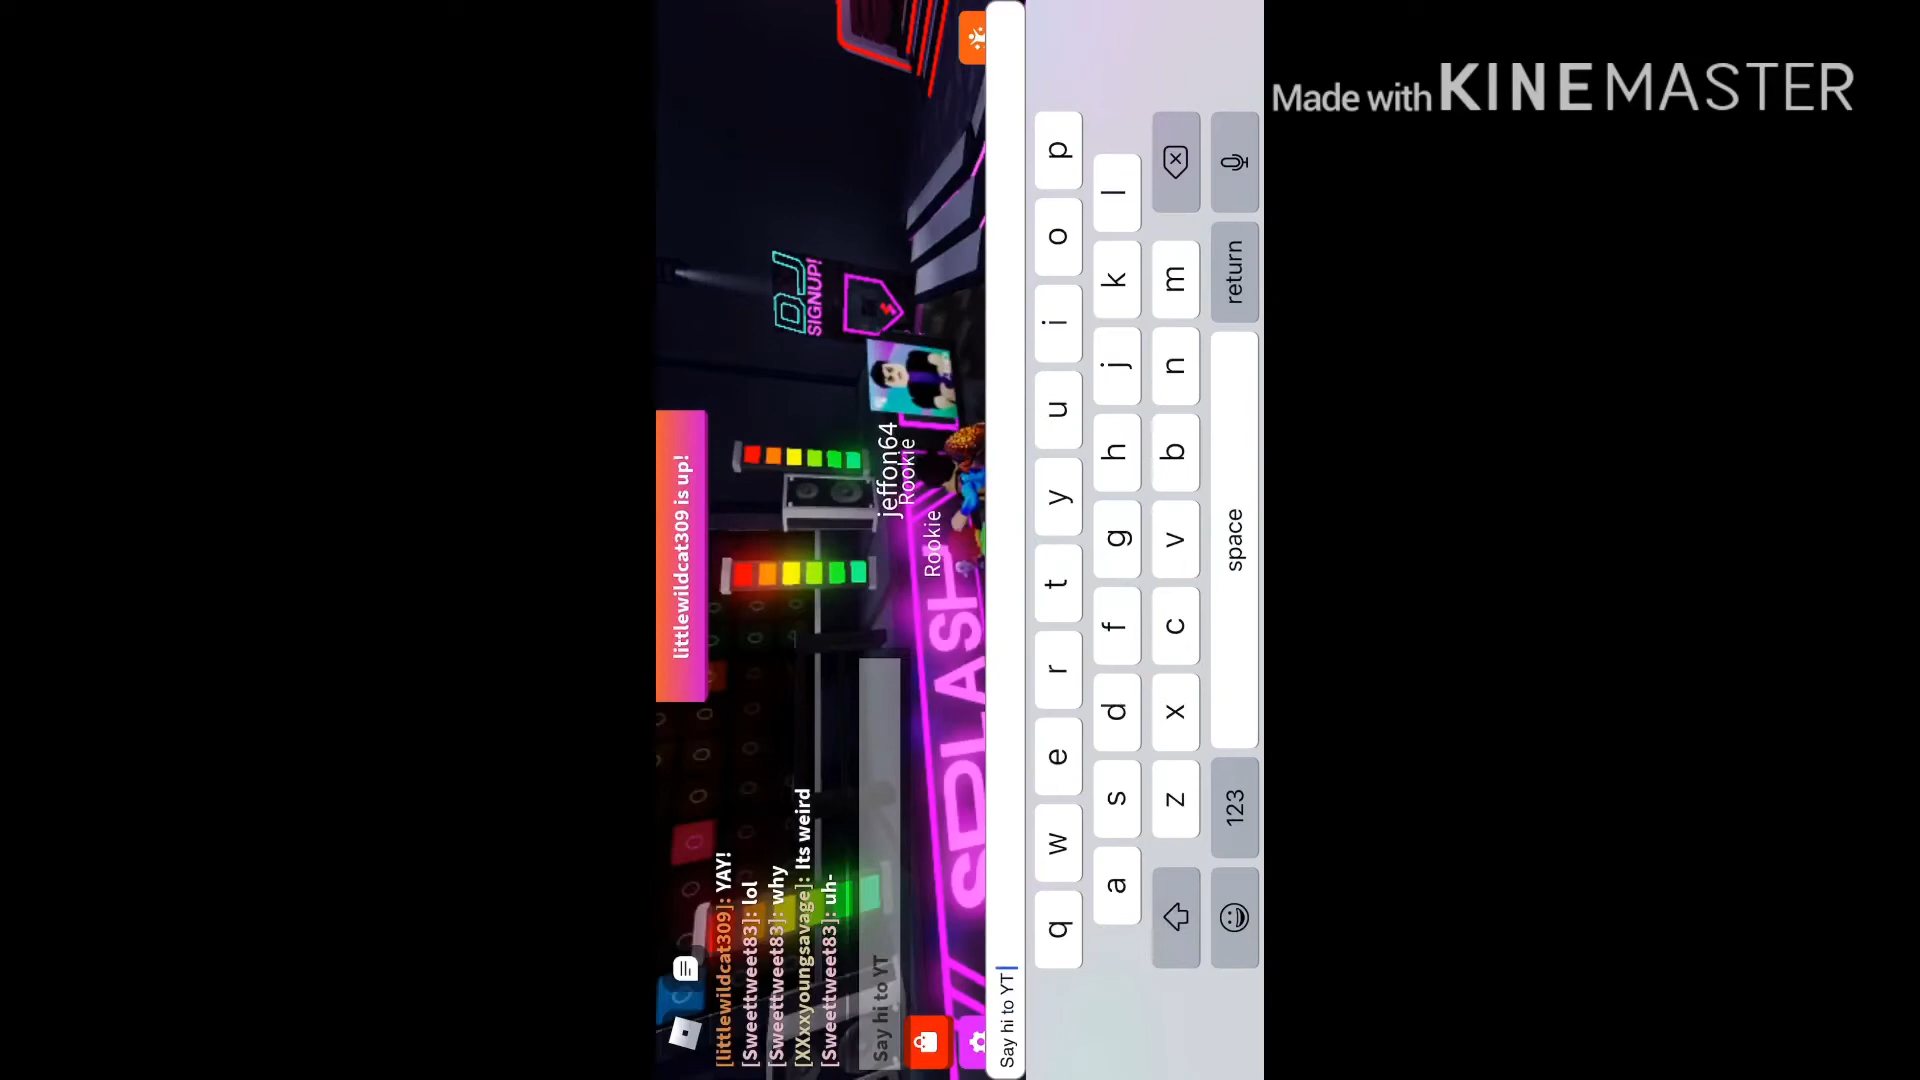 Made with KINEMASTER
littlewildcat309 is up!
[littlewildcat309]: YAY!
[Sweettweet83]: lol
[Sweettweet83]: why
[XXxxyoungsavage]: Its weird
[Sweettweet83]: uh-
Say hi to YT
DJ
SIGNUP!
jeffon64
Rookie
Rookie
SPLASH
Say hi to YT
q w e r t y u i o p
a s d f g h j k l
z x c v b n m
123 space return